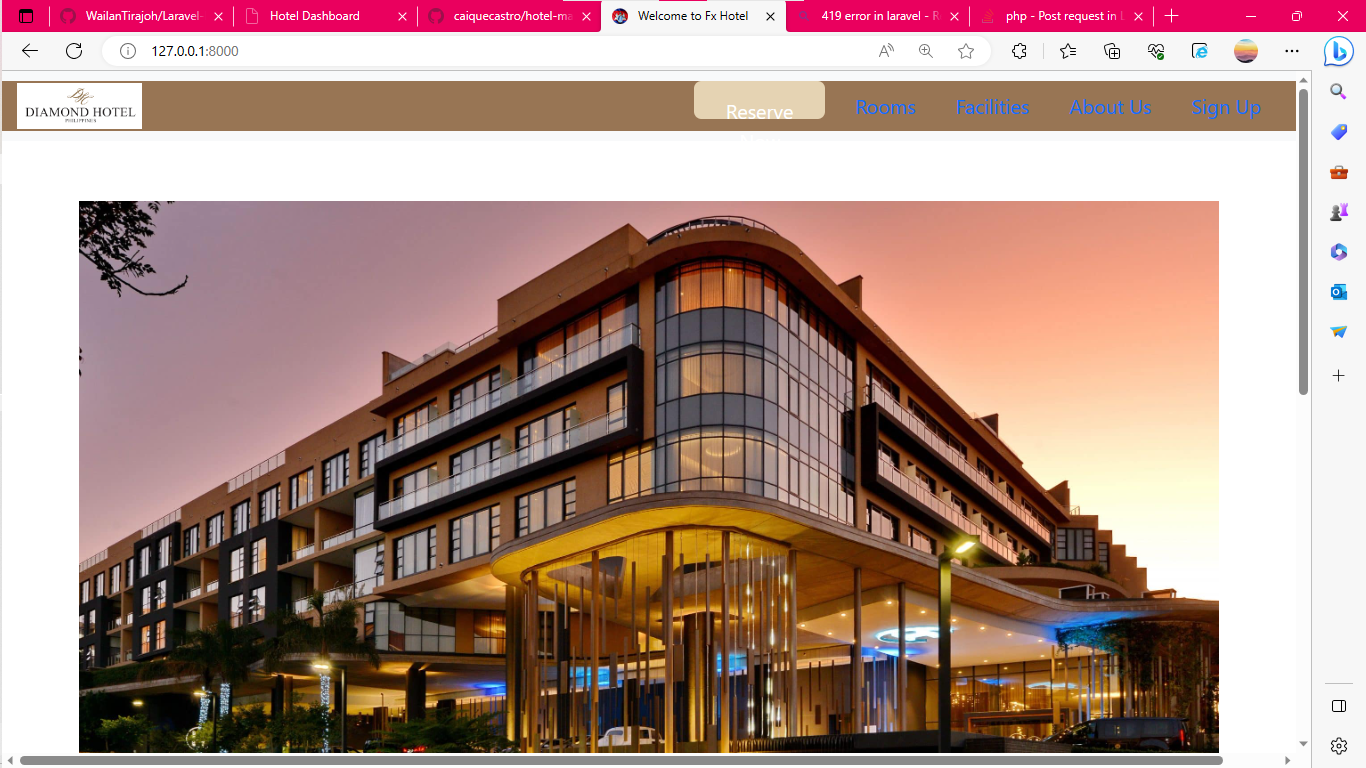 WailanTirajoh/Laravel-
Hotel Dashboard
caiquecastro/hotel-ma
Welcome to Fx Hotel
419 error in laravel - R
php - Post request in L
127.0.0.1:8000
DIAMOND HOTEL
PHILIPPINES
Reserve
Rooms
Facilities
About Us
Sign Up